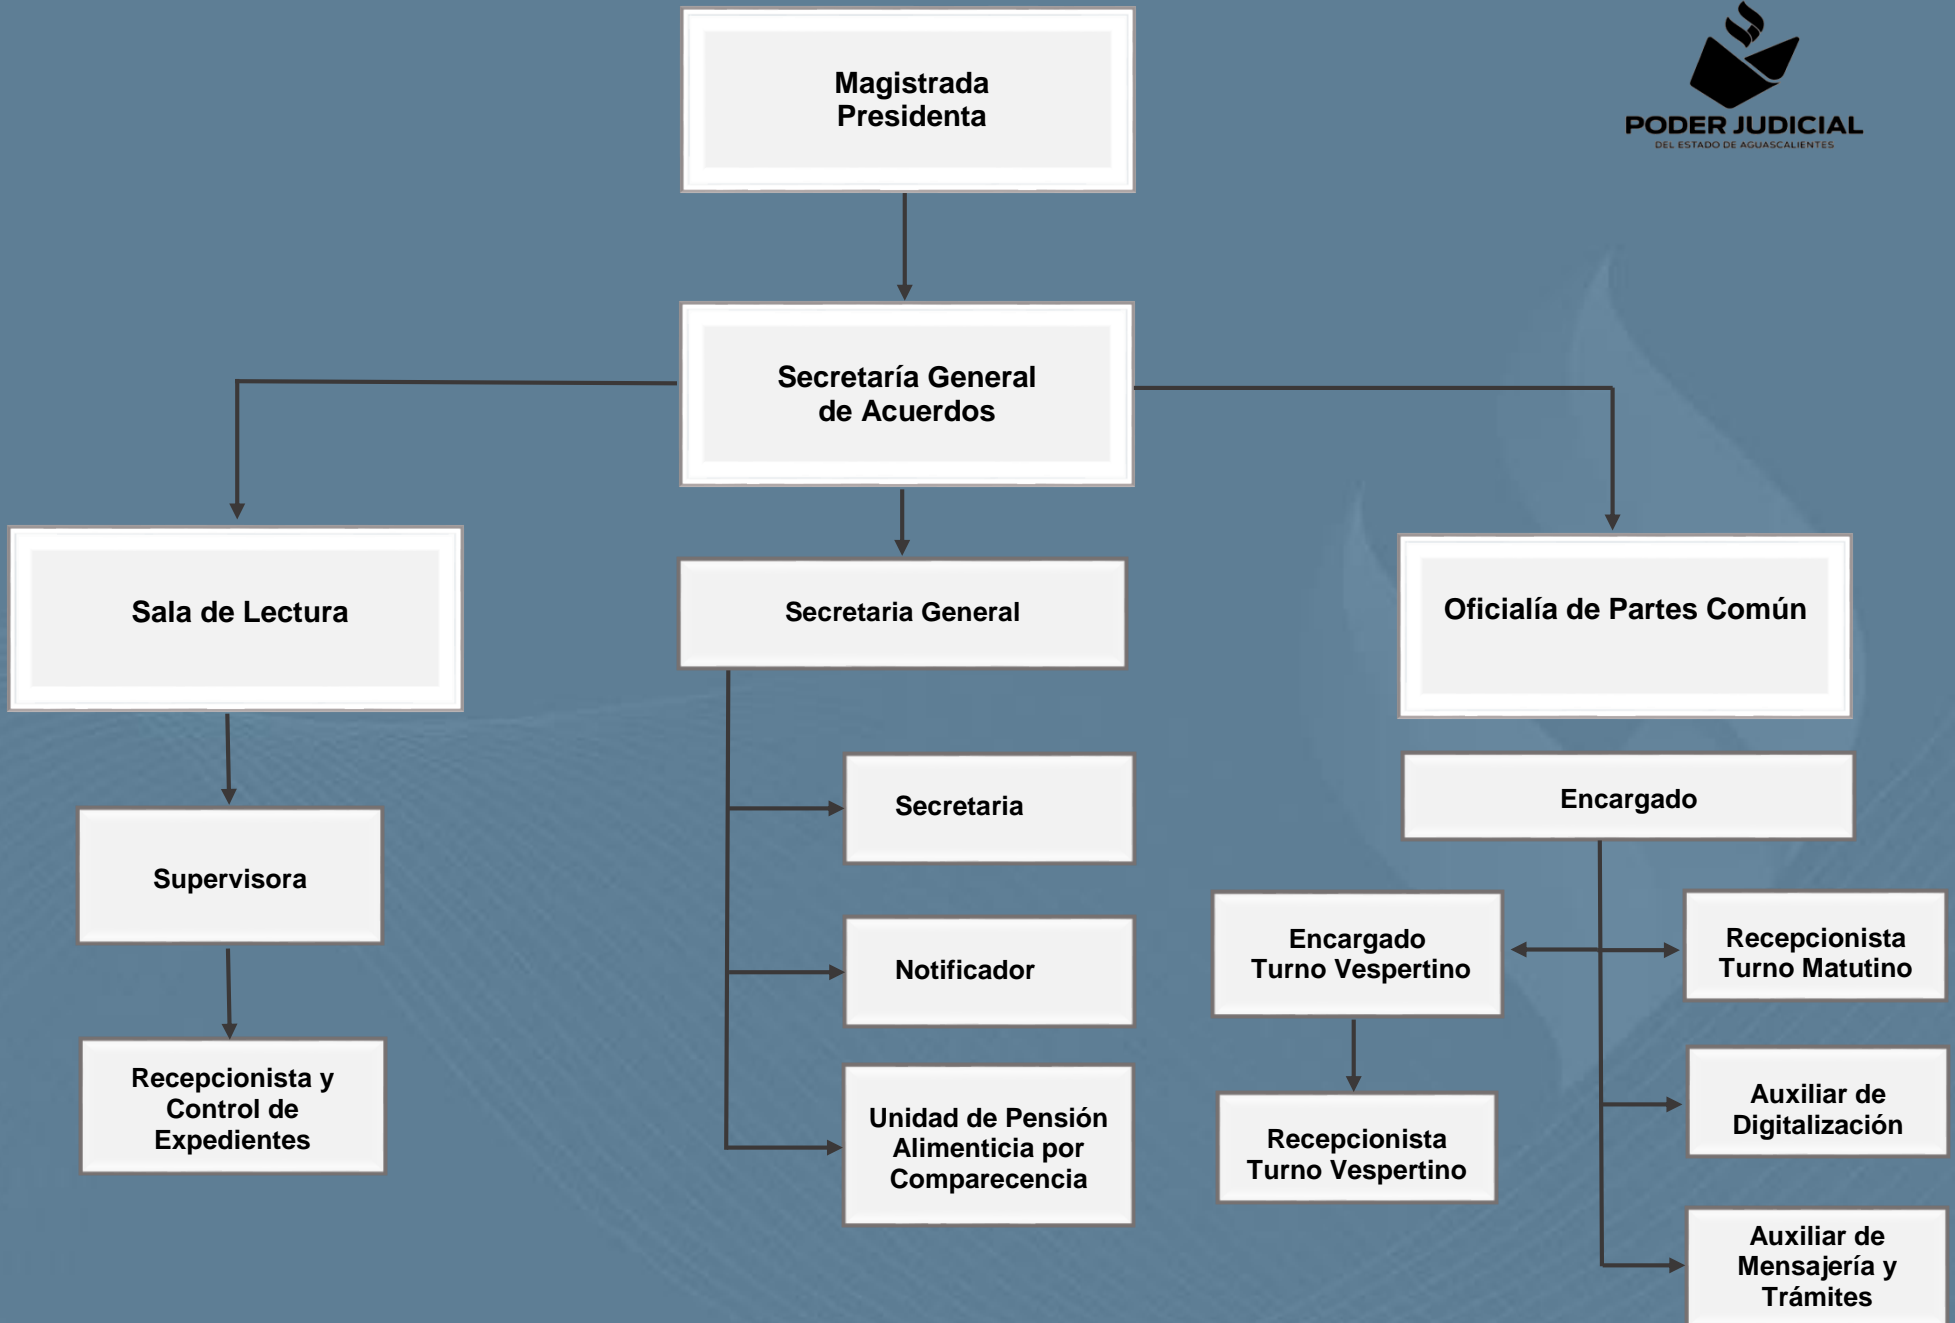 Magistrada
Presidenta
PODER JUDICIAL
DEL ESTADO DE AGUASCALIENTES
Secretaría General
de Acuerdos
Sala de Lectura
Secretaria General
Oficialía de Partes Común
Supervisora
Recepcionista y
Control de
Expedientes
Secretaria
Notificador
Unidad de Pensión
Alimenticia por
Comparecencia
Encargado
Encargado
Turno Vespertino
Recepcionista
Turno Vespertino
Recepcionista
Turno Matutino
Auxiliar de
Digitalización
Auxiliar de
Mensajería y
Trámites